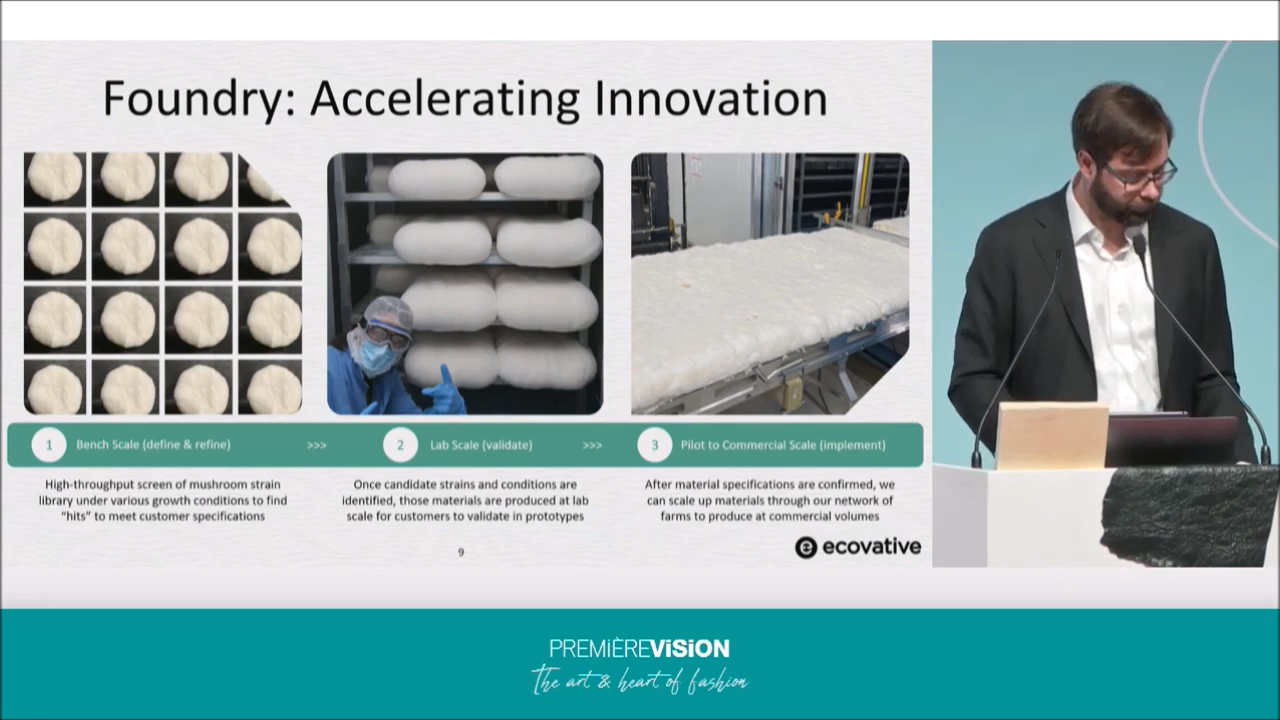 Foundry: Accelerating Innovation
1 Bench Scale (define & refine) >>> 2 Lab Scale (validate) >>> 3 Pilot to Commercial Scale (implement)
High-throughput screen of mushroom strain
library under various growth conditions to find
“hits” to meet customer specifications
Once candidate strains and conditions are
identified, those materials are produced at lab
scale for customers to validate in prototypes
After material specifications are confirmed, we
can scale up materials through our network of
farms to produce at commercial volumes
9
ecovative
PREMIÈREViSiON
The art & heart of fashion